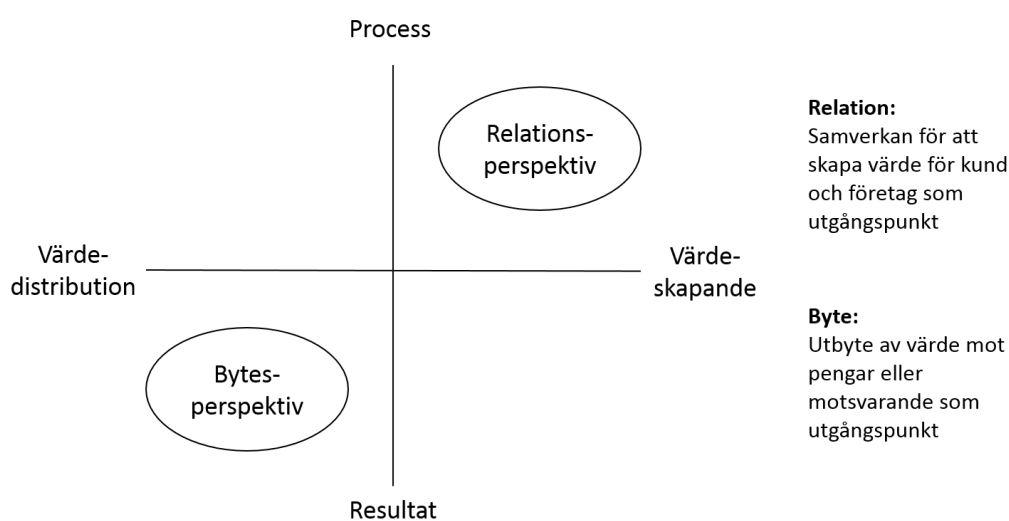 Process
Relations-
perspektiv
Värde-
distribution
Värde-
skapande
Bytes-
perspektiv
Resultat
Relation:
Samverkan för att
skapa värde för kund
och företag som
utgångspunkt
Byte:
Utbyte av värde mot
pengar eller
motsvarande som
utgångspunkt